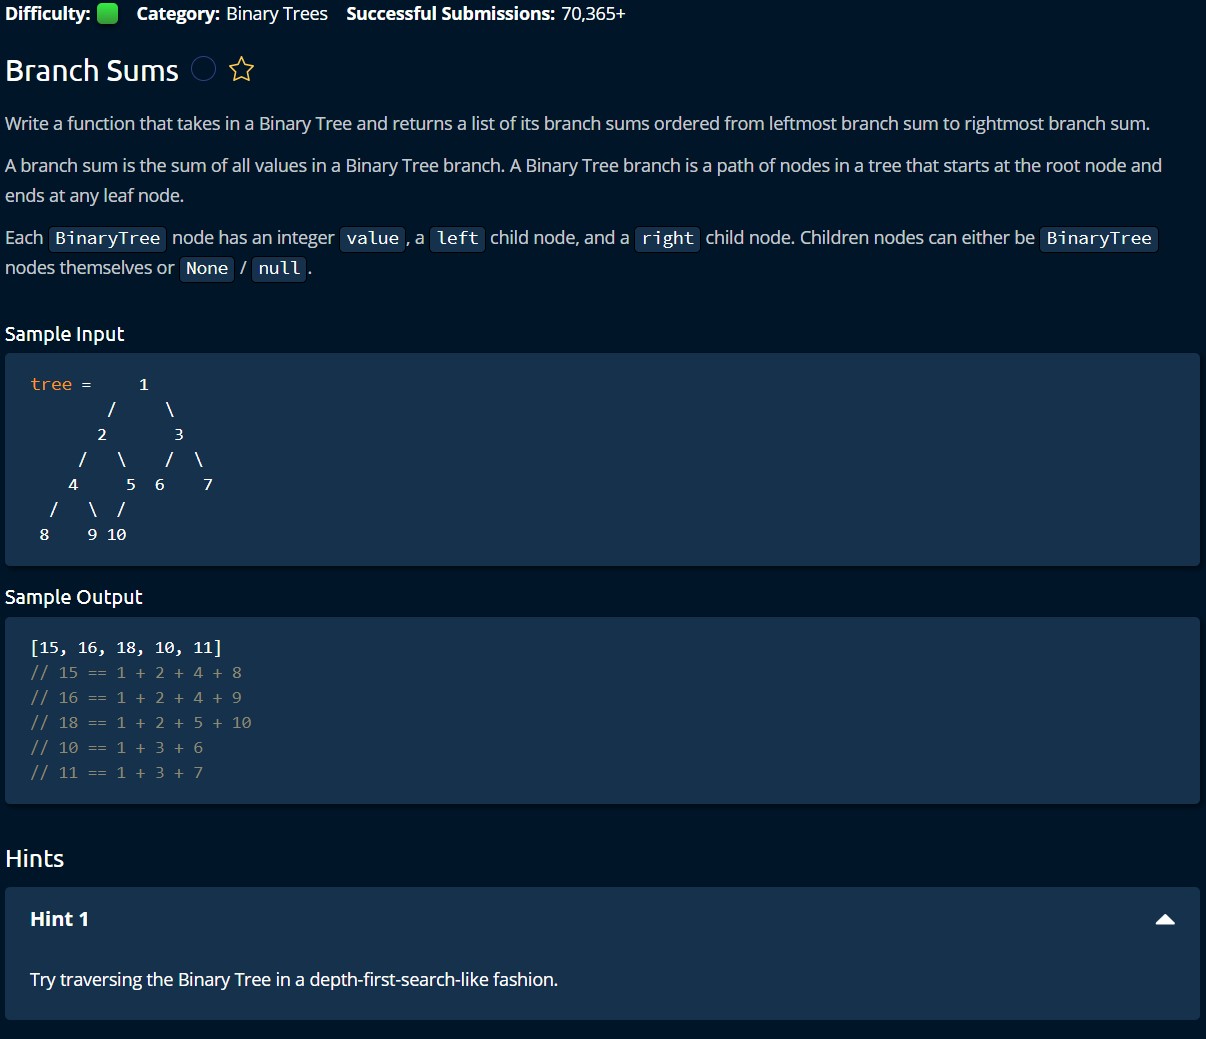 Difficulty: Category: Binary Trees Successful Submissions: 70,365+
Branch Sums
Write a function that takes in a Binary Tree and returns a list of its branch sums ordered from leftmost branch sum to rightmost branch sum.
A branch sum is the sum of all values in a Binary Tree branch. A Binary Tree branch is a path of nodes in a tree that starts at the root node and
ends at any leaf node.
Each BinaryTree node has an integer value, a left child node, and a right child node. Children nodes can either be BinaryTree
nodes themselves or None / null.
Sample Input
tree =     1
        /     \
       2       3
     /   \    /  \
    4     5  6    7
  /   \  /
 8    9 10
Sample Output
[15, 16, 18, 10, 11]
// 15 == 1 + 2 + 4 + 8
// 16 == 1 + 2 + 4 + 9
// 18 == 1 + 2 + 5 + 10
// 10 == 1 + 3 + 6
// 11 == 1 + 3 + 7
Hints
Hint 1
Try traversing the Binary Tree in a depth-first-search-like fashion.